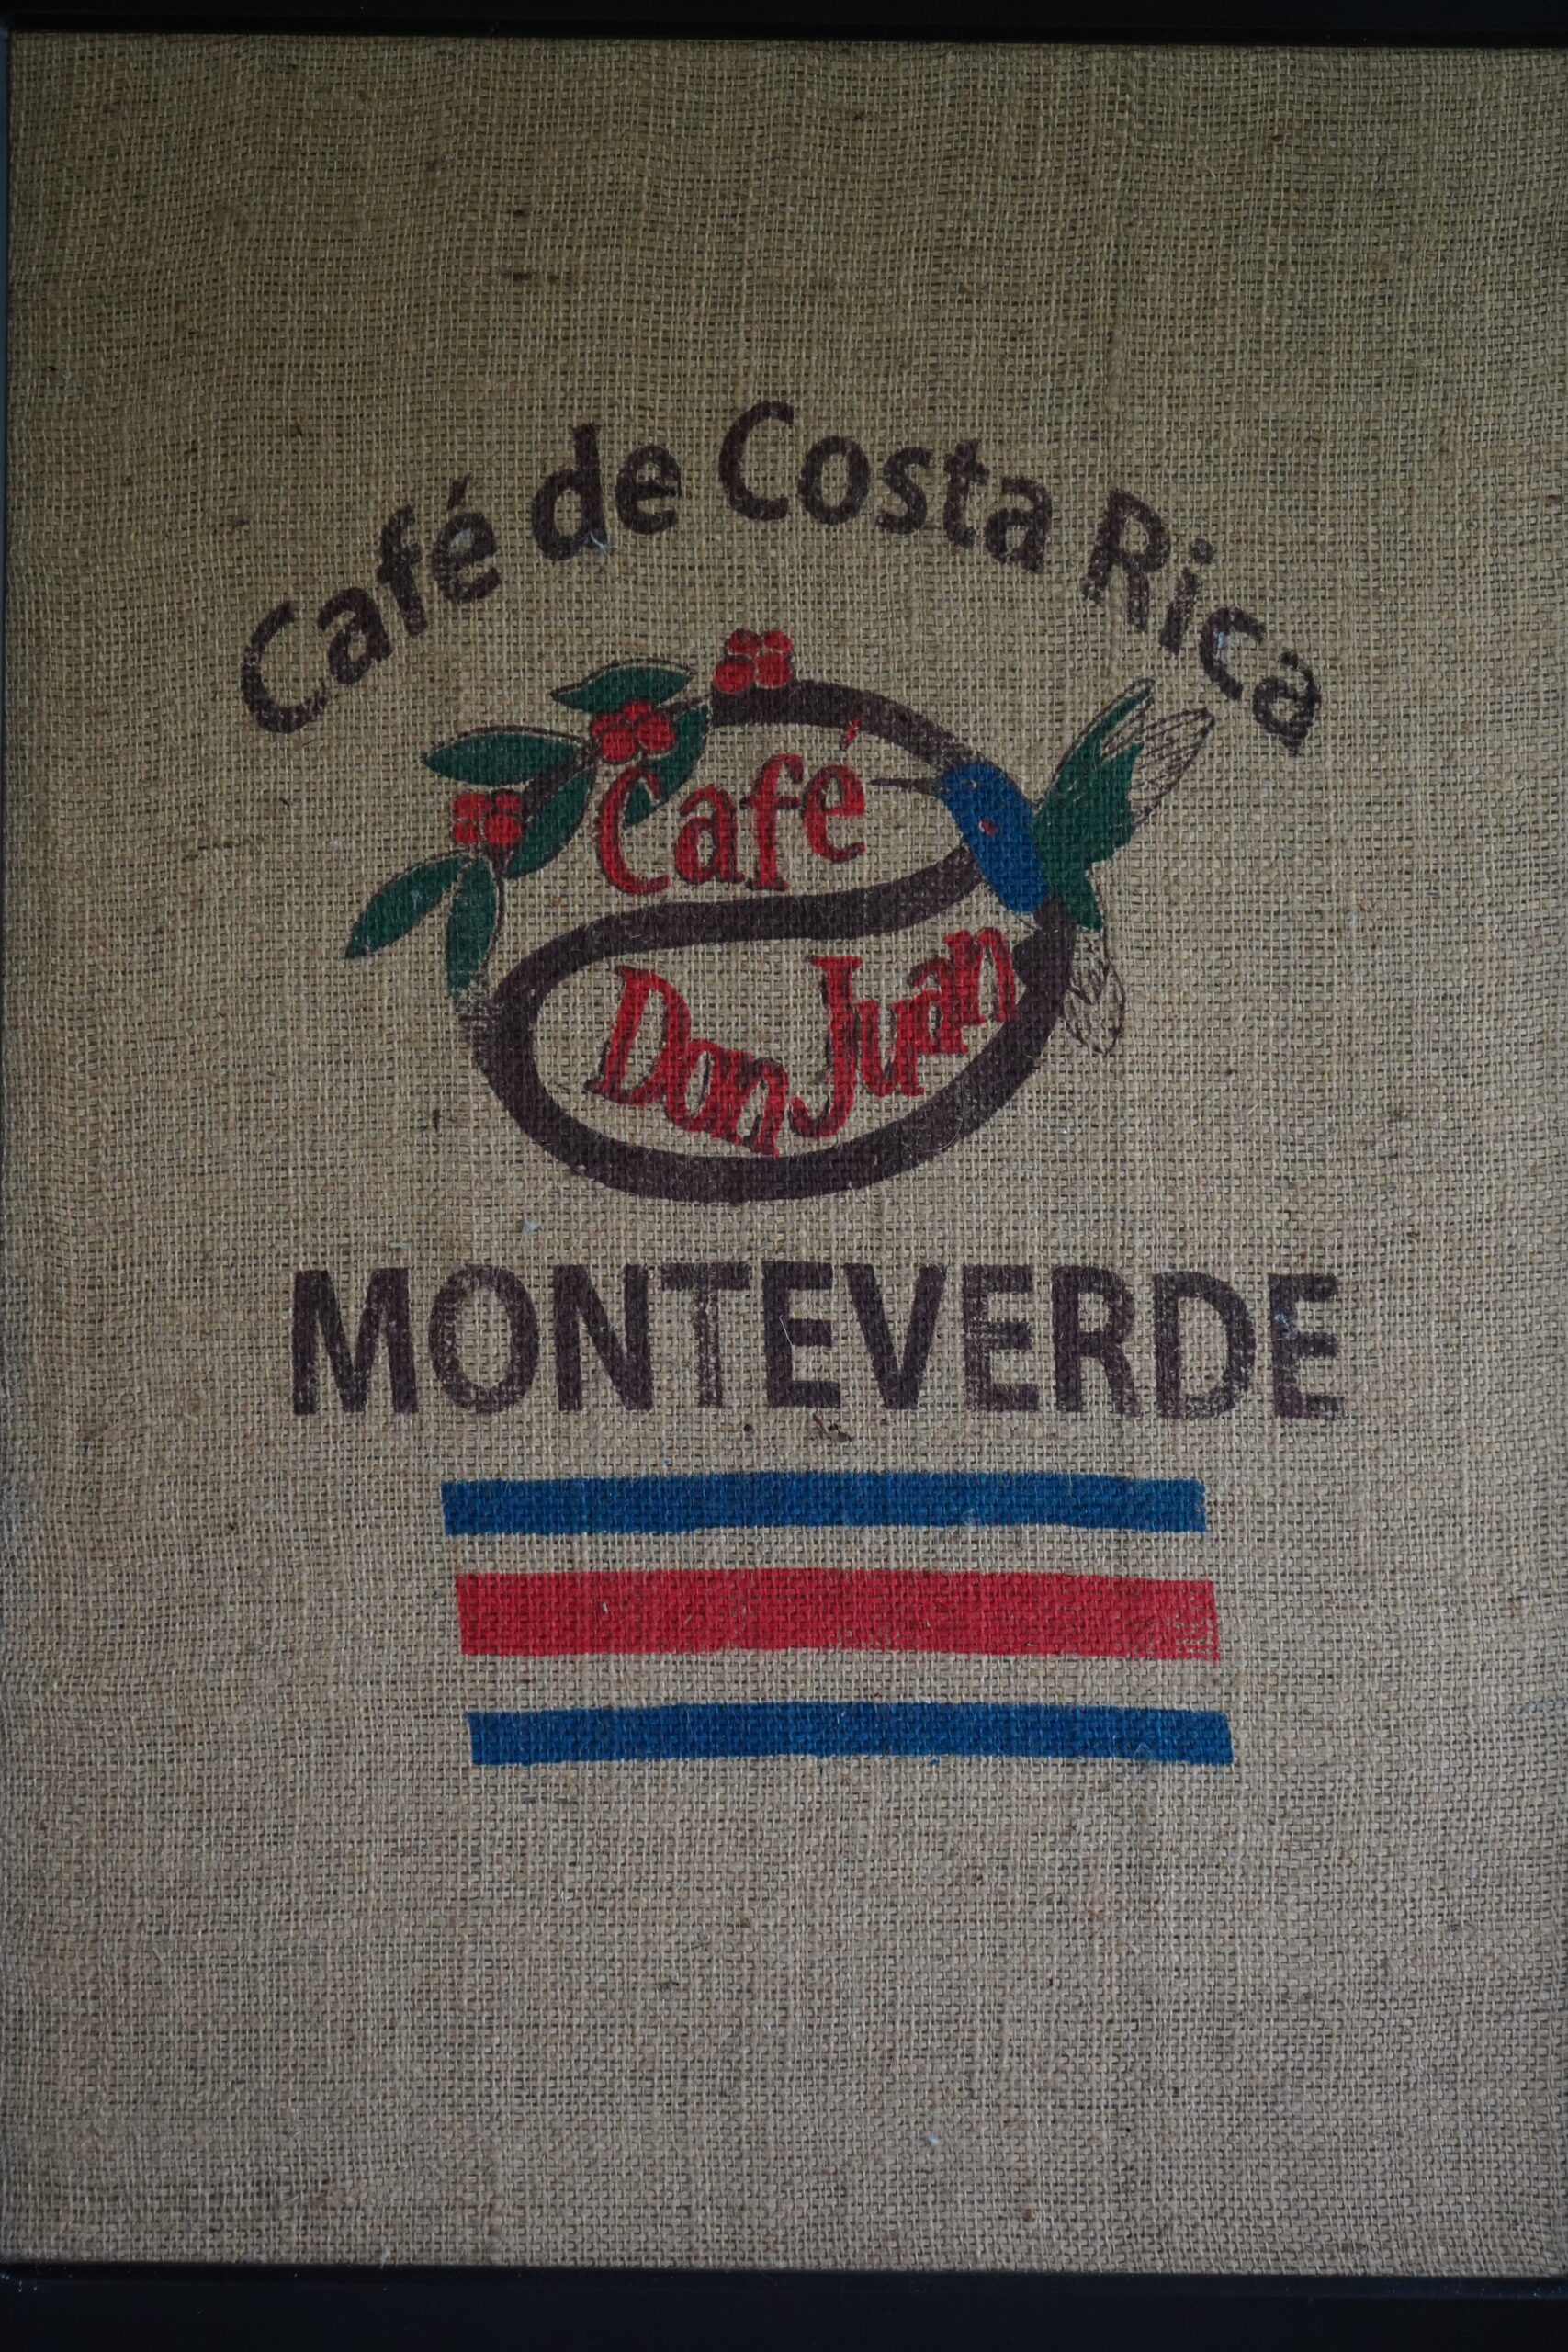 Café de Costa Rica
Café
Don Juan
MONTEVERDE